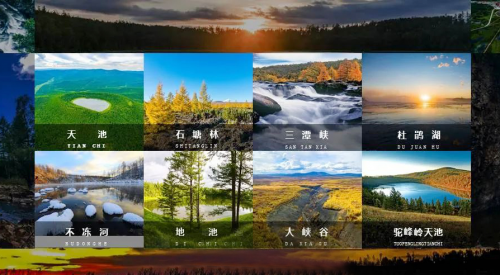 天 池
TIAN CHI
石 塘 林
SHITANGLIN
三 潭 峡
SAN TAN XIA
杜 鹃 湖
DU JUAN HU
不 冻 河
BUDONGHE
地 池
DI CHI
大 峡 谷
DA XIA GU
驼峰岭天池
TUOFENGLINGTIANCHI